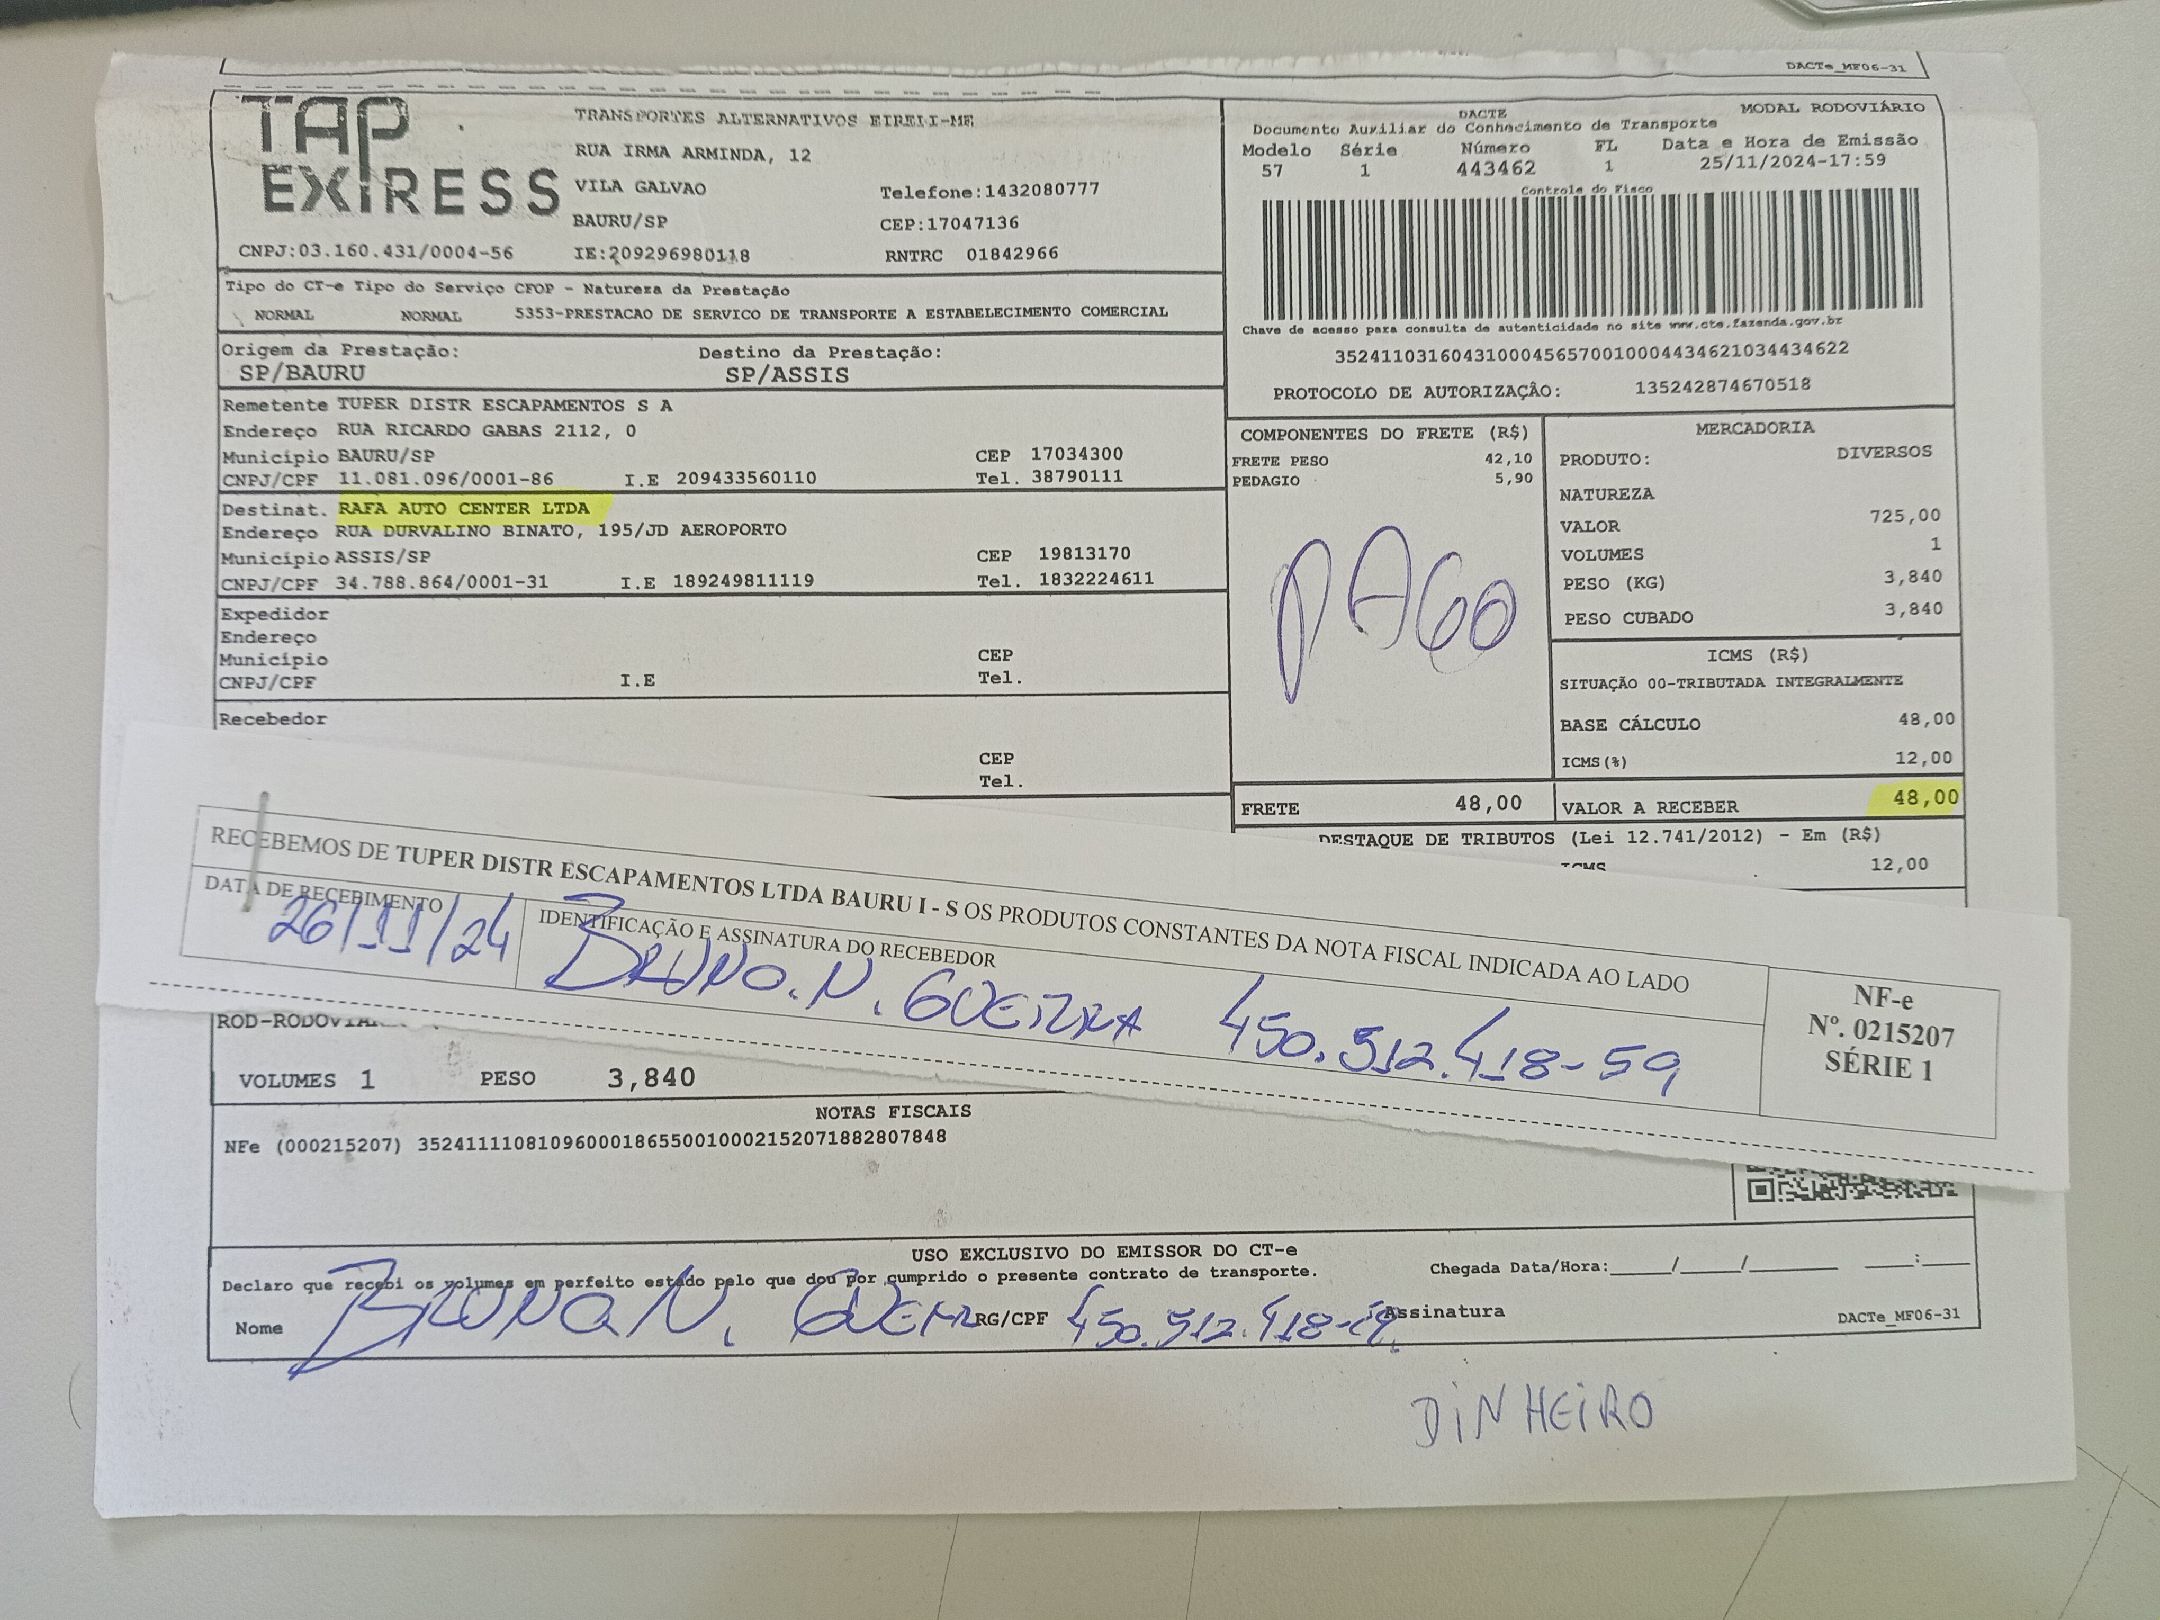 DACTe_MF06-31
TAP EXPRESS
TRANSPORTES ALTERNATIVOS EIRELI-ME
RUA IRMA ARMINDA, 12
VILA GALVAO Telefone:1432080777
BAURU/SP CEP:17047136
CNPJ:03.160.431/0004-56 IE:209296980118 RNTRC 01842966
DACTE MODAL RODOVIÁRIO
Documento Auxiliar do Conhecimento de Transporte
Modelo Série Número FL Data e Hora de Emissão
57 1 443462 1 25/11/2024-17:59
Controle do Fisco
Chave de acesso para consulta de autenticidade no site www.cte.fazenda.gov.br
35241103160431000456570010004434621034434622
PROTOCOLO DE AUTORIZAÇÃO: 135242874670518
Tipo do CT-e Tipo do Serviço CFOP - Natureza da Prestação
NORMAL NORMAL 5353-PRESTACAO DE SERVICO DE TRANSPORTE A ESTABELECIMENTO COMERCIAL
Origem da Prestação: Destino da Prestação:
SP/BAURU SP/ASSIS
Remetente TUPER DISTR ESCAPAMENTOS S A
Endereço RUA RICARDO GABAS 2112, 0
Município BAURU/SP CEP 17034300
CNPJ/CPF 11.081.096/0001-86 I.E 209433560110 Tel. 38790111
Destinat. RAFA AUTO CENTER LTDA
Endereço RUA DURVALINO BINATO, 195/JD AEROPORTO
Município ASSIS/SP CEP 19813170
CNPJ/CPF 34.788.864/0001-31 I.E 189249811119 Tel. 1832224611
Expedidor
Endereço
Município CEP
CNPJ/CPF I.E Tel.
Recebedor
CEP
Tel.
COMPONENTES DO FRETE (R$)
FRETE PESO 42,10
PEDAGIO 5,90
PAGO
FRETE 48,00
MERCADORIA
PRODUTO: DIVERSOS
NATUREZA
VALOR 725,00
VOLUMES 1
PESO (KG) 3,840
PESO CUBADO 3,840
ICMS (R$)
SITUAÇÃO 00-TRIBUTADA INTEGRALMENTE
BASE CÁLCULO 48,00
ICMS(%) 12,00
VALOR A RECEBER 48,00
DESTAQUE DE TRIBUTOS (Lei 12.741/2012) - Em (R$)
ICMS 12,00
RECEBEMOS DE TUPER DISTR ESCAPAMENTOS LTDA BAURU I - S OS PRODUTOS CONSTANTES DA NOTA FISCAL INDICADA AO LADO
DATA DE RECEBIMENTO IDENTIFICAÇÃO E ASSINATURA DO RECEBEDOR
26/11/24 BRUNO. N. GUERRA 450.512.418-59
NF-e
Nº. 0215207
SÉRIE 1
VOLUMES 1 PESO 3,840
NOTAS FISCAIS
NFe (000215207) 35241111081096000186550010002152071882807848
USO EXCLUSIVO DO EMISSOR DO CT-e
Declaro que recebi os volumes em perfeito estado pelo que dou por cumprido o presente contrato de transporte. Chegada Data/Hora:____/____/______ ____:____
Nome BRUNO N. RG/CPF 450.512.418-59 Assinatura DACTe_MF06-31
DINHEIRO